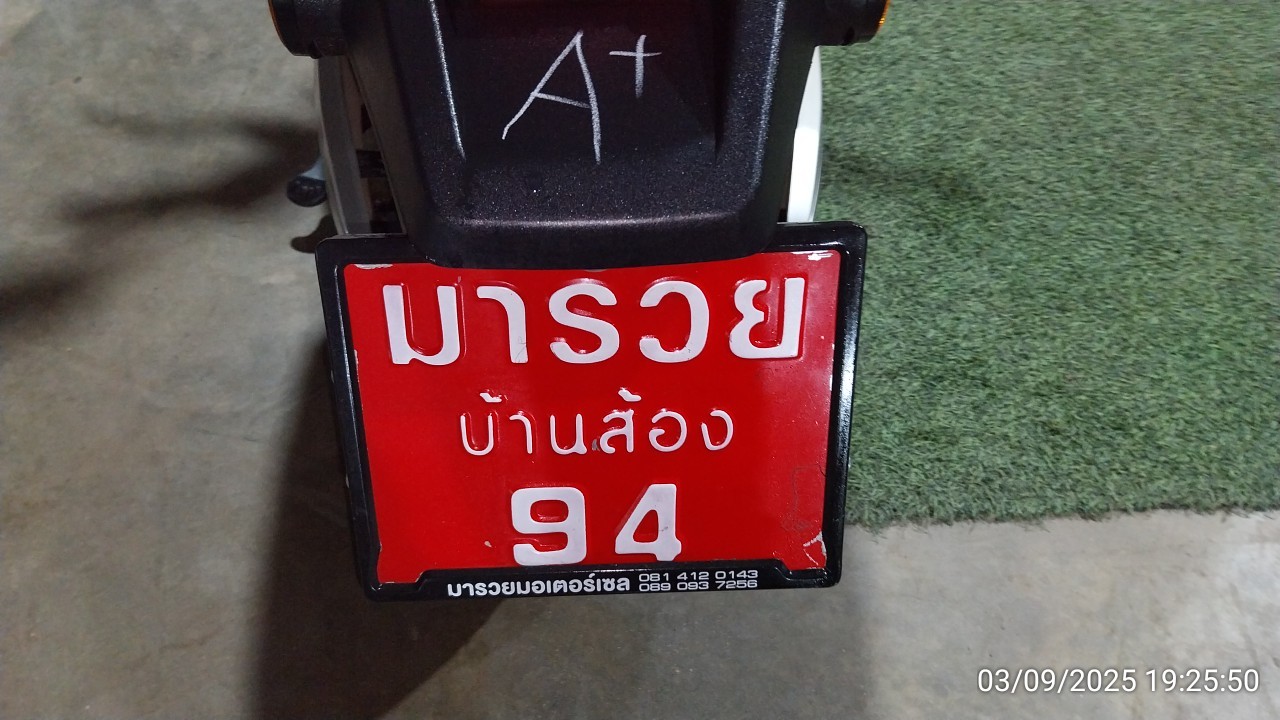 A+
มารวย
บ้านส้อง
94
มารวยมอเตอร์เซล 081 412 0143
089 093 7256
03/09/2025 19:25:50